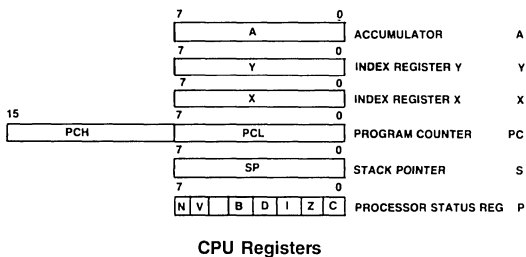 7 0
A ACCUMULATOR A
7 0
Y INDEX REGISTER Y Y
7 0
X INDEX REGISTER X X
15 7 0
PCH PCL PROGRAM COUNTER PC
7 0
SP STACK POINTER S
7 0
N V B D I Z C PROCESSOR STATUS REG P
CPU Registers